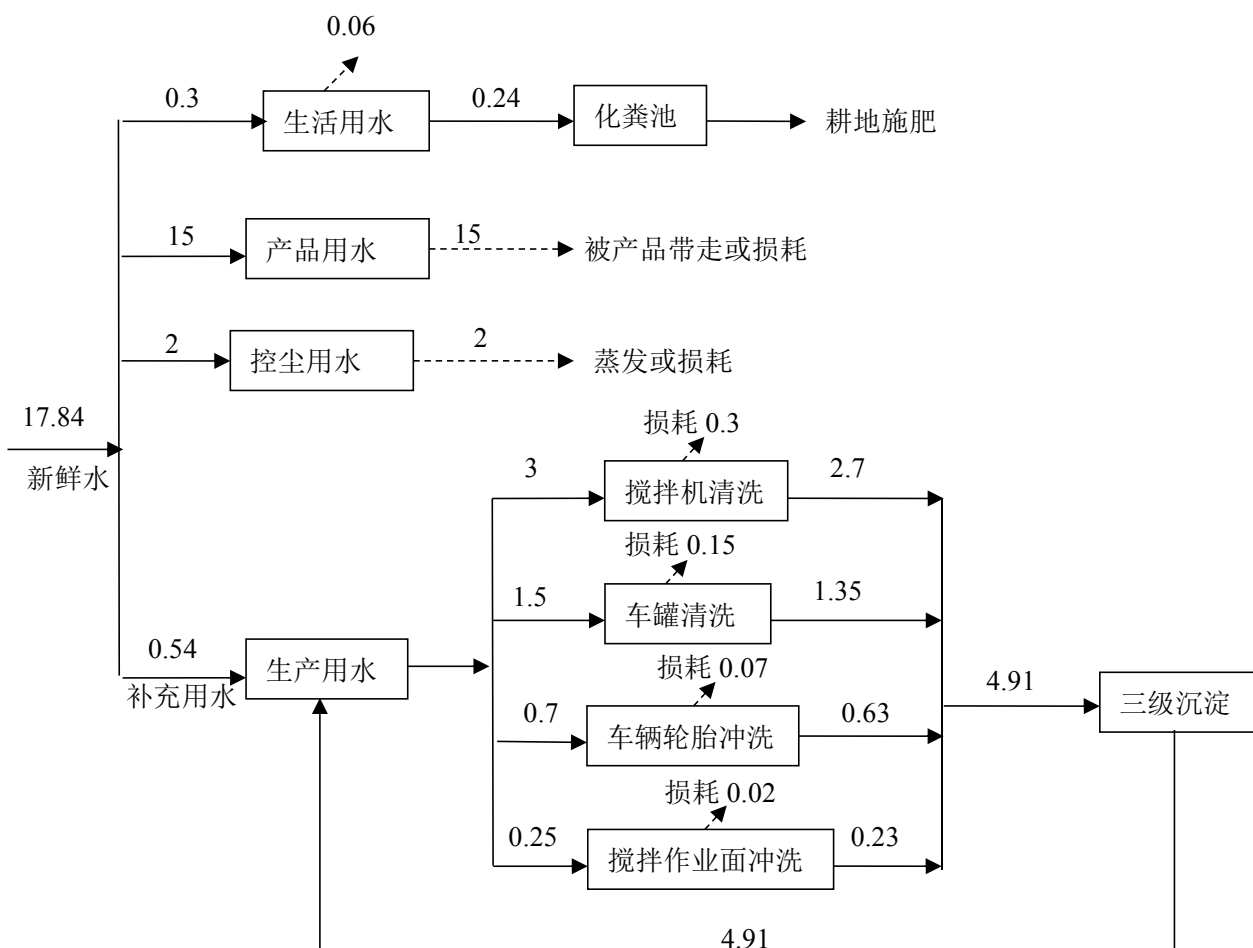 0.06
0.3
生活用水
0.24
化粪池
耕地施肥
15
产品用水
15
被产品带走或损耗
2
控尘用水
2
蒸发或损耗
17.84
新鲜水
损耗 0.3
3
搅拌机清洗
2.7
损耗 0.15
1.5
车罐清洗
1.35
0.54
补充用水
生产用水
损耗 0.07
0.7
车辆轮胎冲洗
0.63
4.91
三级沉淀
损耗 0.02
0.25
搅拌作业面冲洗
0.23
4.91